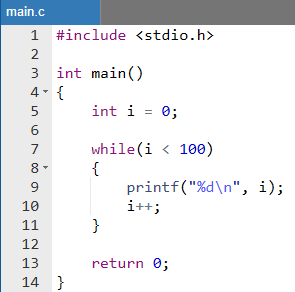 main.c
1 #include <stdio.h>
2
3 int main()
4 {
5     int i = 0;
6
7     while(i < 100)
8     {
9         printf("%d\n", i);
10         i++;
11     }
12
13     return 0;
14 }